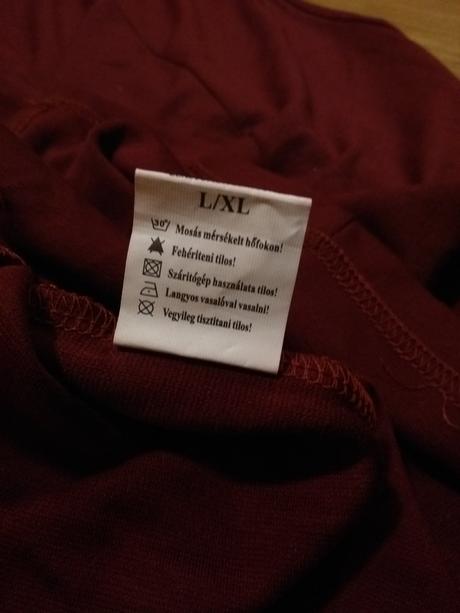 L/XL
30° Mosás mérsékelt hőfokon!
Fehéríteni tilos!
Szárítógép használata tilos!
Langyos vasalóval vasalni!
Vegyileg tisztítani tilos!